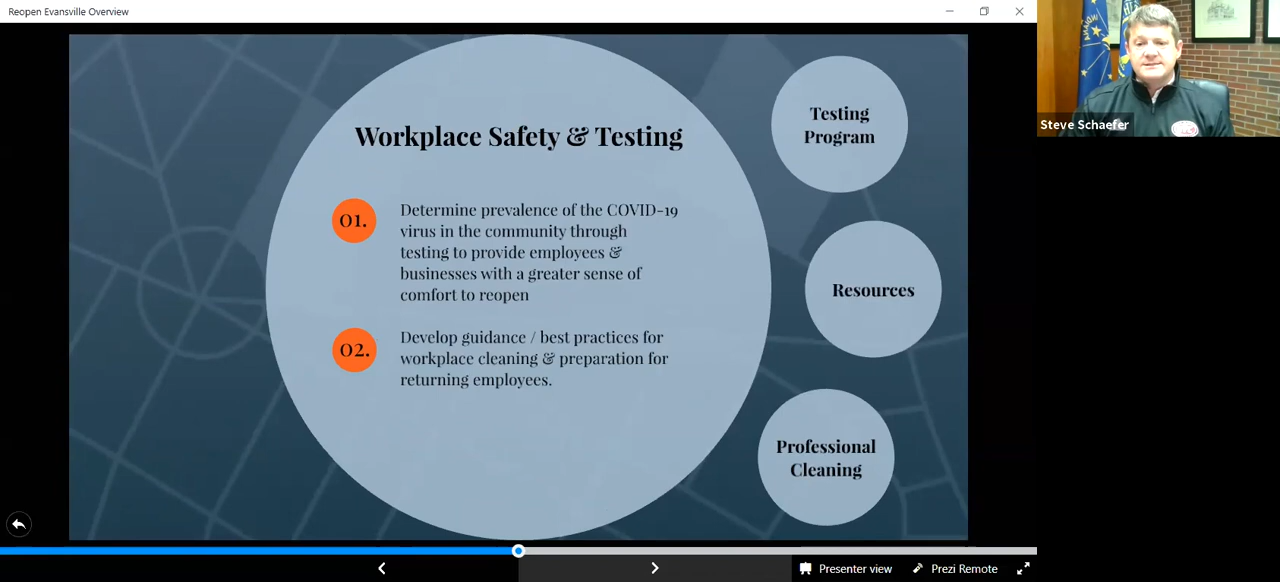 Reopen Evansville Overview
Workplace Safety & Testing
01.
Determine prevalence of the COVID-19
virus in the community through
testing to provide employees &
businesses with a greater sense of
comfort to reopen
02.
Develop guidance / best practices for
workplace cleaning & preparation for
returning employees.
Testing
Program
Resources
Professional
Cleaning
Steve Schaefer
Presenter view
Prezi Remote